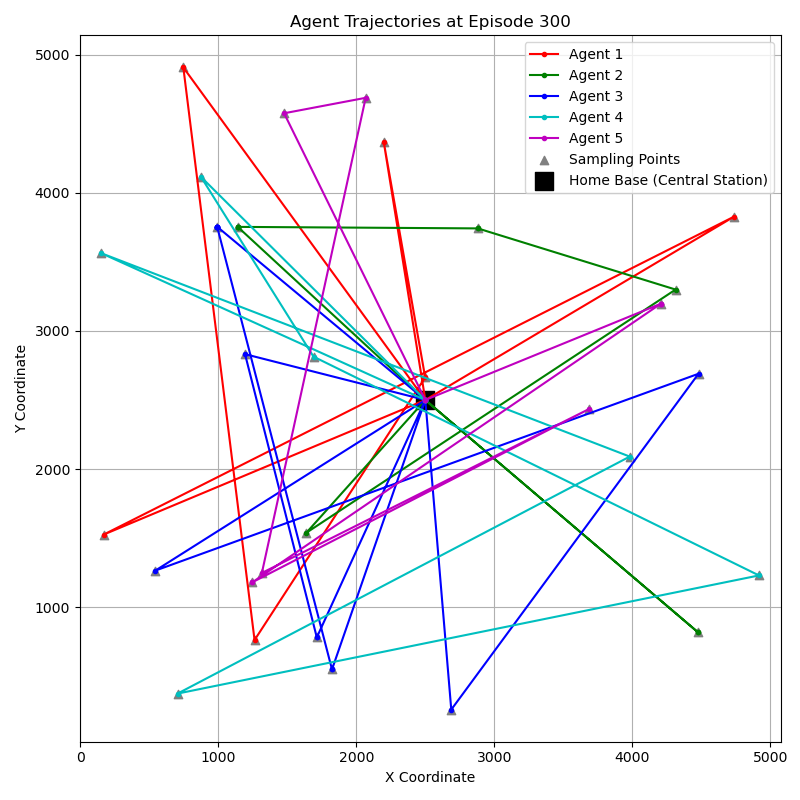 Agent Trajectories at Episode 300
Agent 1
Agent 2
Agent 3
Agent 4
Agent 5
Sampling Points
Home Base (Central Station)
5000
4000
3000
2000
1000
Y Coordinate
0 1000 2000 3000 4000 5000
X Coordinate